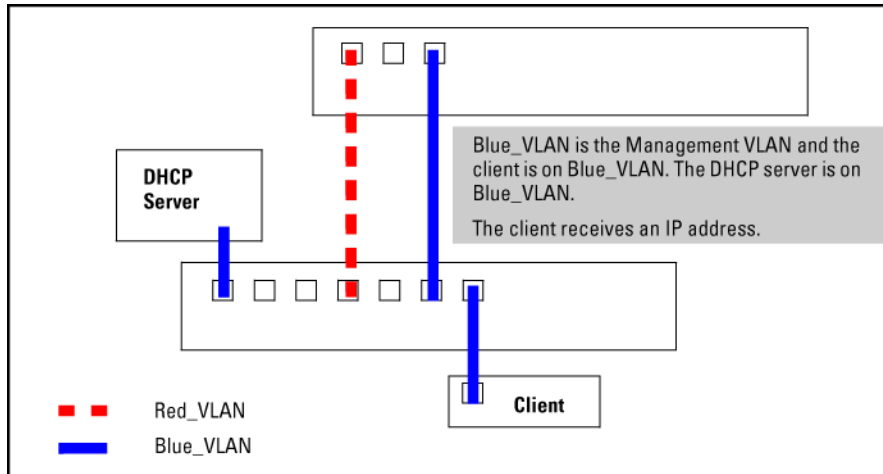 DHCP
Server
Blue_VLAN is the Management VLAN and the
client is on Blue_VLAN. The DHCP server is on
Blue_VLAN.
The client receives an IP address.
Client
Red_VLAN
Blue_VLAN